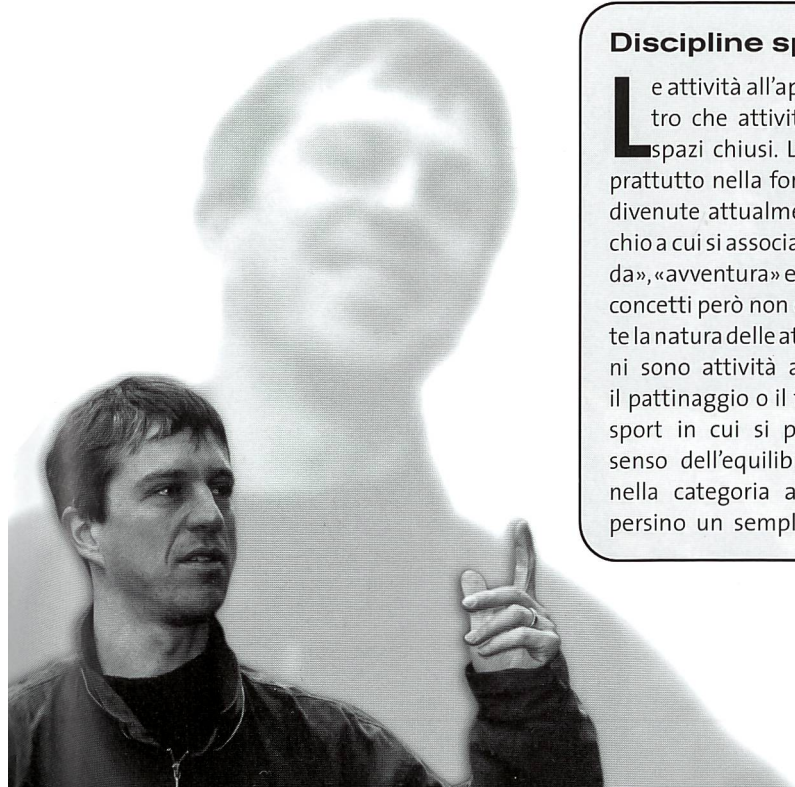 Discipline sp
Le attività all'ap
tro che attivit
spazi chiusi. L
prattutto nella for
divenute attualme
chio a cui si associa
da», «avventura» e
concetti però non
te la natura delle at
ni sono attività a
il pattinaggio o il
sport in cui si p
senso dell'equilib
nella categoria a
persino un sempl